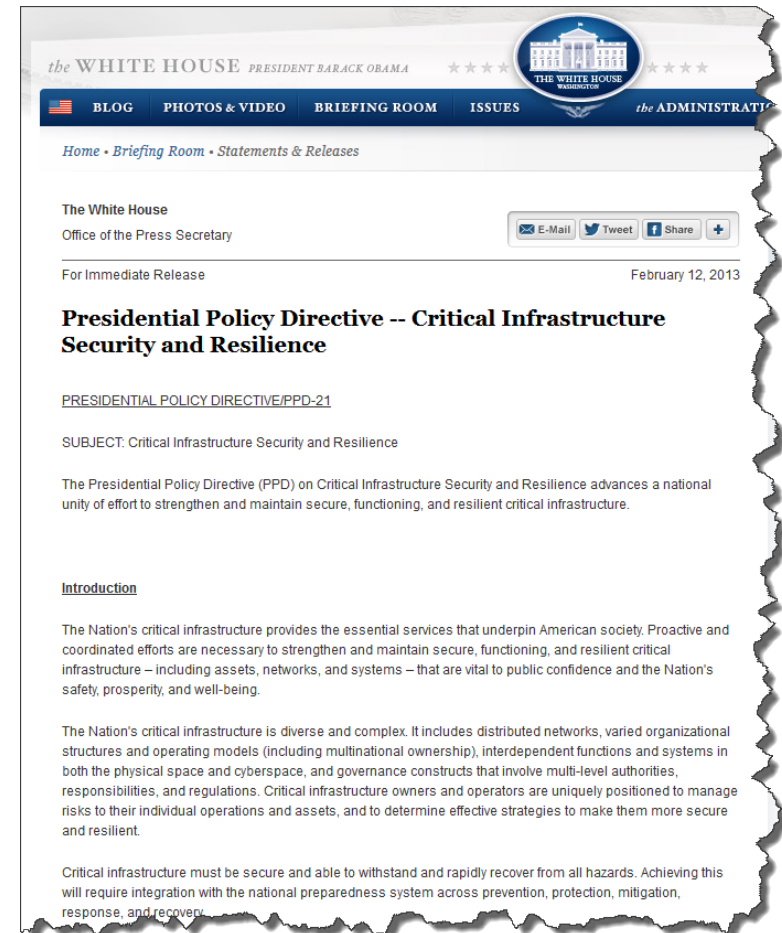 the WHITE HOUSE PRESIDENT BARACK OBAMA
THE WHITE HOUSE
WASHINGTON
BLOG PHOTOS & VIDEO BRIEFING ROOM ISSUES the ADMINISTRATIO
Home • Briefing Room • Statements & Releases
The White House
Office of the Press Secretary
E-Mail Tweet Share +
For Immediate Release February 12, 2013
Presidential Policy Directive -- Critical Infrastructure
Security and Resilience
PRESIDENTIAL POLICY DIRECTIVE/PPD-21
SUBJECT: Critical Infrastructure Security and Resilience
The Presidential Policy Directive (PPD) on Critical Infrastructure Security and Resilience advances a national
unity of effort to strengthen and maintain secure, functioning, and resilient critical infrastructure.
Introduction
The Nation's critical infrastructure provides the essential services that underpin American society. Proactive and
coordinated efforts are necessary to strengthen and maintain secure, functioning, and resilient critical
infrastructure – including assets, networks, and systems – that are vital to public confidence and the Nation's
safety, prosperity, and well-being.
The Nation's critical infrastructure is diverse and complex. It includes distributed networks, varied organizational
structures and operating models (including multinational ownership), interdependent functions and systems in
both the physical space and cyberspace, and governance constructs that involve multi-level authorities,
responsibilities, and regulations. Critical infrastructure owners and operators are uniquely positioned to manage
risks to their individual operations and assets, and to determine effective strategies to make them more secure
and resilient.
Critical infrastructure must be secure and able to withstand and rapidly recover from all hazards. Achieving this
will require integration with the national preparedness system across prevention, protection, mitigation,
response, and recovery.